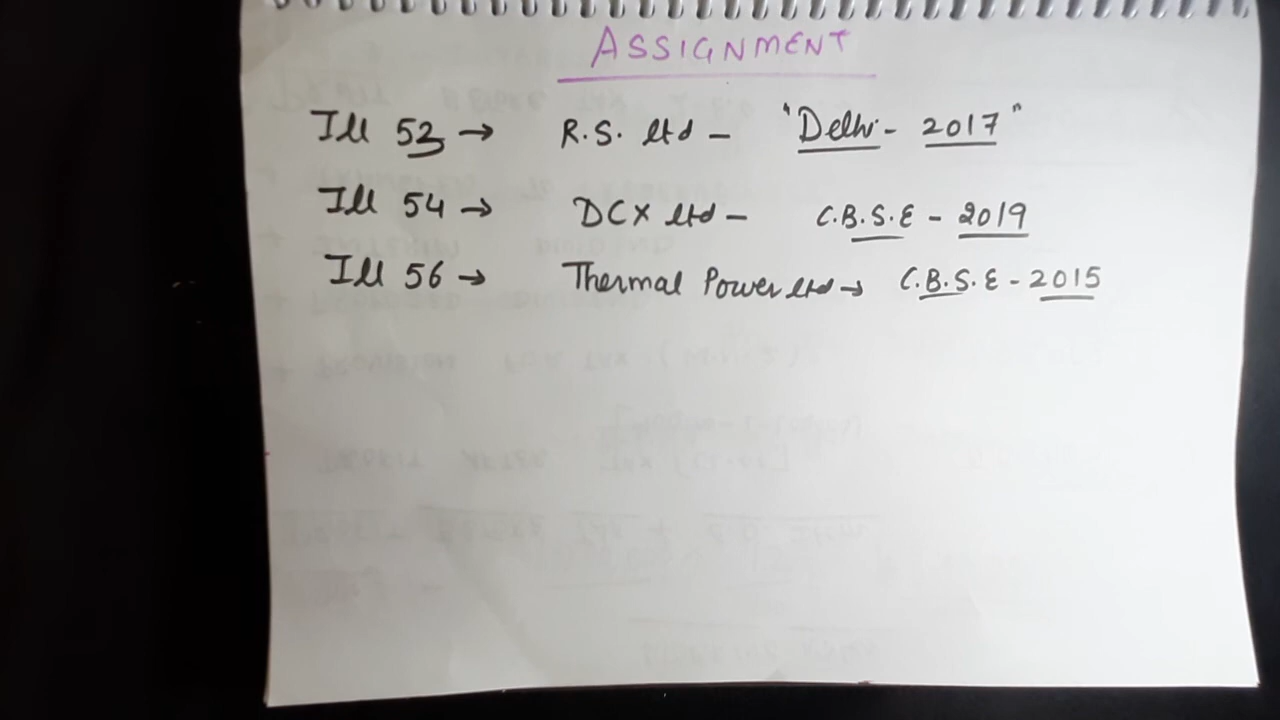 ASSIGNMENT
Ill 53 → R.S. ltd - "Delhi - 2017"
Ill 54 → DCX ltd - C.B.S.E - 2019
Ill 56 → Thermal Power ltd → C.B.S.E - 2015